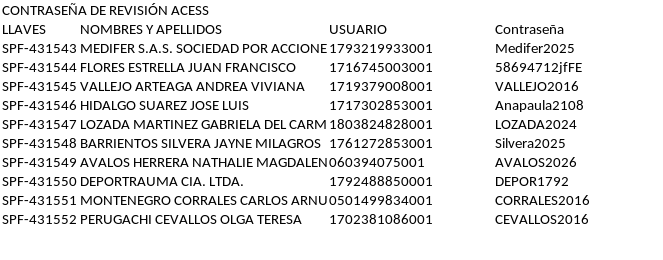 CONTRASEÑA DE REVISIÓN ACESS
LLAVES NOMBRES Y APELLIDOS USUARIO Contraseña
SPF-431543 MEDIFER S.A.S. SOCIEDAD POR ACCIONE 1793219933001 Medifer2025
SPF-431544 FLORES ESTRELLA JUAN FRANCISCO 1716745003001 58694712jfFE
SPF-431545 VALLEJO ARTEAGA ANDREA VIVIANA 1719379008001 VALLEJO2016
SPF-431546 HIDALGO SUAREZ JOSE LUIS 1717302853001 Anapaula2108
SPF-431547 LOZADA MARTINEZ GABRIELA DEL CARM 1803824828001 LOZADA2024
SPF-431548 BARRIENTOS SILVERA JAYNE MILAGROS 1761272853001 Silvera2025
SPF-431549 AVALOS HERRERA NATHALIE MAGDALEN 060394075001 AVALOS2026
SPF-431550 DEPORTRAUMA CIA. LTDA. 1792488850001 DEPOR1792
SPF-431551 MONTENEGRO CORRALES CARLOS ARNU 0501499834001 CORRALES2016
SPF-431552 PERUGACHI CEVALLOS OLGA TERESA 1702381086001 CEVALLOS2016